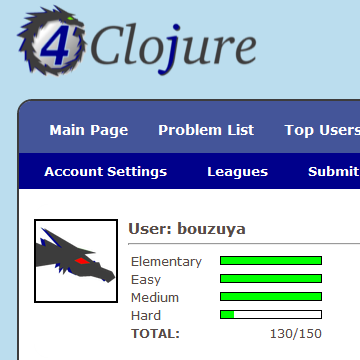 4Clojure
Main Page Problem List Top Users
Account Settings Leagues Submit
User: bouzuya
Elementary
Easy
Medium
Hard
TOTAL: 130/150